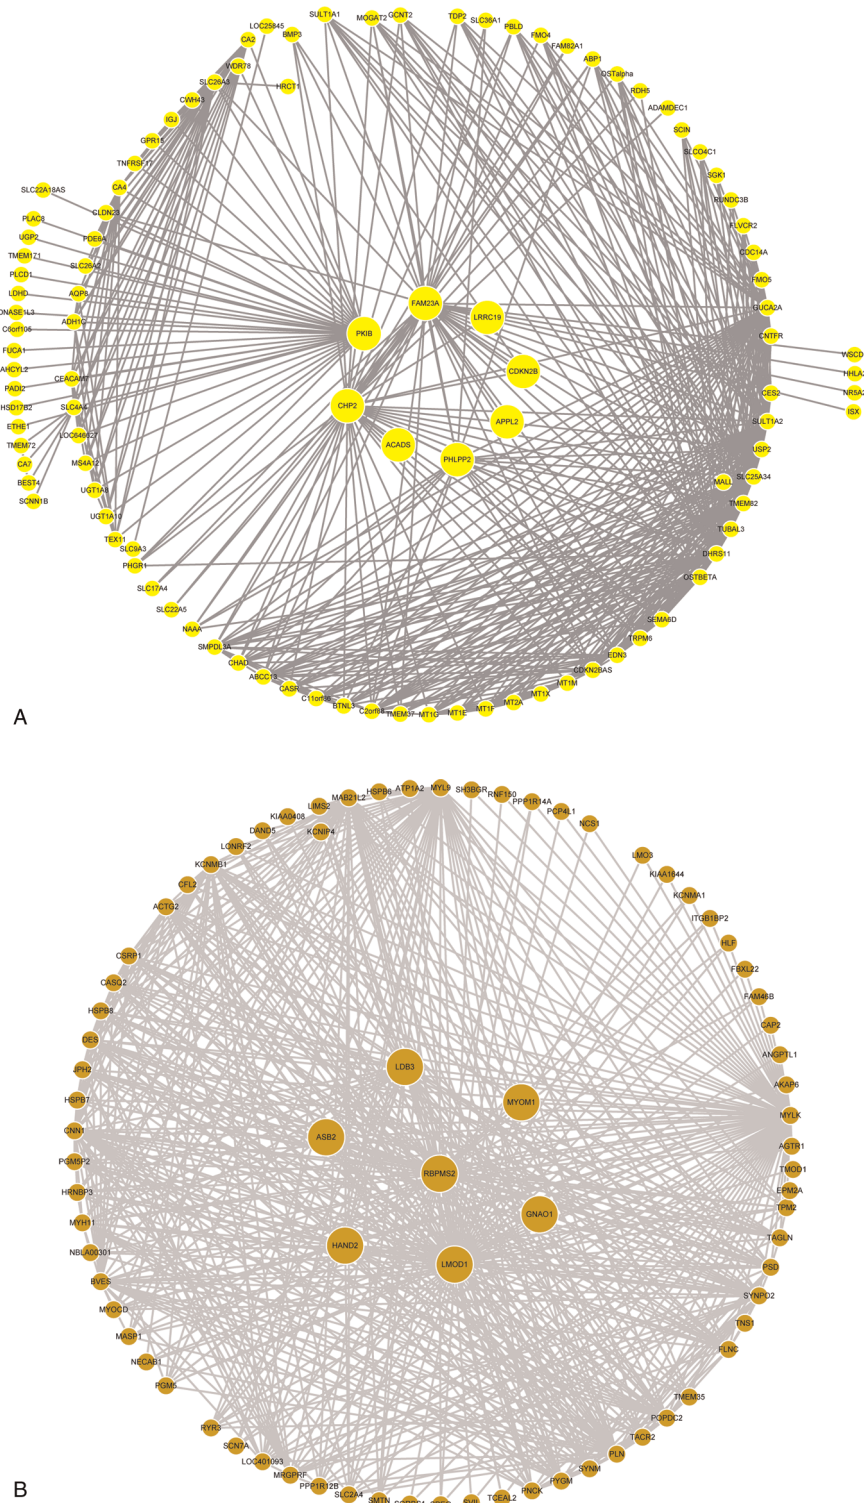 LOC25845
SULT1A1
MOGAT2
GCNT2
TDP2
SLC36A1
PBLD
FMO4
FAM82A1
ABP1
OSTalpha
RDH5
ADAMDEC1
BMP3
CA2
WDR78
SLC26A3
HRCT1
CWH43
IGJ
GPR15
TNFRSF17
CA4
SLC22A18AS
CLDN23
PLAC8
UGP2
PDE6A
TMEM171
SLC26A2
PLCD1
LDHD
AQP8
DNASE1L3
C6orf105
ADH1C
FUCA1
AHCYL2
CEACAM7
PADI2
HSD17B2
SLC4A4
ETHE1
LOC646627
TMEM72
CA7
MS4A12
BEST4
UGT1A8
SCNN1B
UGT1A10
TEX11
SLC9A3
PHGR1
SLC17A4
SLC22A5
NAAA
SMPDL3A
CHAD
ABCC13
CASR
C11orf86
BTNL3
C2orf88
TMEM37
MT1G
MT1E
MT1F
MT2A
MT1X
MT1M
CDKN2BAS
EDN3
TRPM6
SEMA6D
OSTBETA
DHRS11
TUBAL3
TMEM82
MALL
SLC25A34
USP2
SULT1A2
CES2
CNTFR
GUCA2A
FMO5
CDC14A
FLVCR2
RUNDC3B
SGK1
SLCO4C1
SCIN
WSCD
HHLA2
NR5A2
ISX
FAM23A
LRRC19
PKIB
CDKN2B
CHP2
APPL2
ACADS
PHLPP2
A
MAB21L2
HSPB6
ATP1A2
MYL9
SH3BGR
RNF150
PPP1R14A
PCP4L1
NCS1
LIMS2
KIAA0408
KCNIP4
DAND5
LONRF2
KCNMB1
CFL2
ACTG2
LMO3
KIAA1644
KCNMA1
ITGB1BP2
HLF
FBXL22
FAM46B
CAP2
ANGPTL1
AKAP6
MYLK
AGTR1
TMOD1
EPM2A
TPM2
TAGLN
PSD
SYNPO2
TNS1
FLNC
TMEM35
POPDC2
TACR2
PLN
SYNM
PYGM
PNCK
TCEAL2
SMTN
SLC2A4
PPP1R12B
MRGPRF
LOC401093
SCN7A
RYR3
PGM5
NECAB1
MASP1
MYOCD
BVES
NBLA00301
MYH11
HRNBP3
PGM5P2
CNN1
HSPB7
JPH2
DES
HSPB8
CASQ2
CSRP1
LDB3
MYOM1
ASB2
RBPMS2
GNAO1
HAND2
LMOD1
B